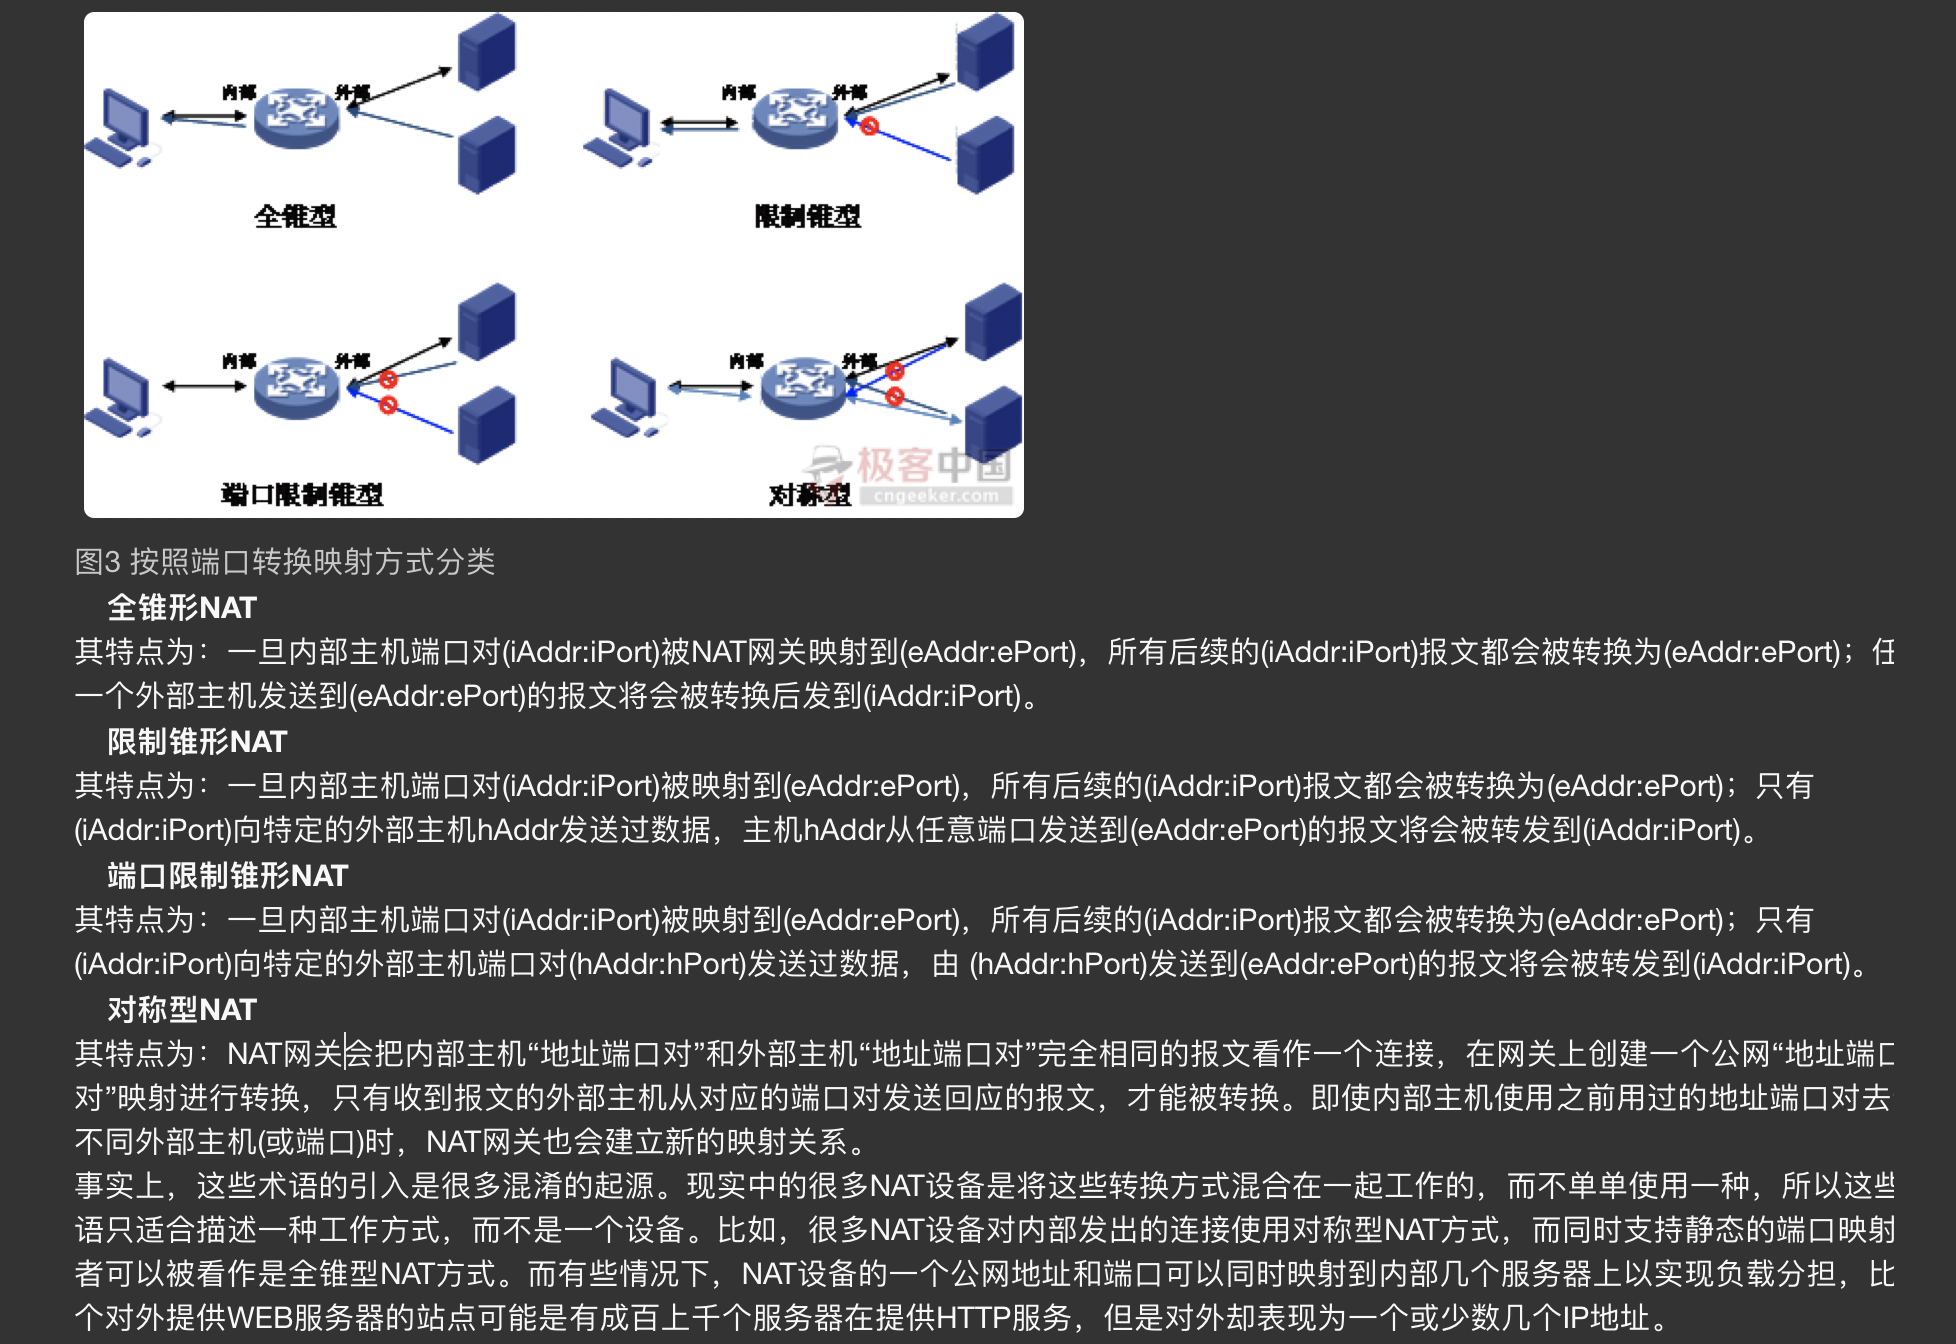 内部 外部
内部 外部
全锥型
限制锥型
内部 外部
内部 外部
端口限制锥型
对称型
极客中国
cngeeker.com
图3 按照端口转换映射方式分类
全锥形NAT
其特点为：一旦内部主机端口对(iAddr:iPort)被NAT网关映射到(eAddr:ePort)，所有后续的(iAddr:iPort)报文都会被转换为(eAddr:ePort)；任
一个外部主机发送到(eAddr:ePort)的报文将会被转换后发到(iAddr:iPort)。
限制锥形NAT
其特点为：一旦内部主机端口对(iAddr:iPort)被映射到(eAddr:ePort)，所有后续的(iAddr:iPort)报文都会被转换为(eAddr:ePort)；只有
(iAddr:iPort)向特定的外部主机hAddr发送过数据，主机hAddr从任意端口发送到(eAddr:ePort)的报文将会被转发到(iAddr:iPort)。
端口限制锥形NAT
其特点为：一旦内部主机端口对(iAddr:iPort)被映射到(eAddr:ePort)，所有后续的(iAddr:iPort)报文都会被转换为(eAddr:ePort)；只有
(iAddr:iPort)向特定的外部主机端口对(hAddr:hPort)发送过数据，由 (hAddr:hPort)发送到(eAddr:ePort)的报文将会被转发到(iAddr:iPort)。
对称型NAT
其特点为：NAT网关会把内部主机“地址端口对”和外部主机“地址端口对”完全相同的报文看作一个连接，在网关上创建一个公网“地址端口
对”映射进行转换，只有收到报文的外部主机从对应的端口对发送回应的报文，才能被转换。即使内部主机使用之前用过的地址端口对去
不同外部主机(或端口)时，NAT网关也会建立新的映射关系。
事实上，这些术语的引入是很多混淆的起源。现实中的很多NAT设备是将这些转换方式混合在一起工作的，而不单单使用一种，所以这些
语只适合描述一种工作方式，而不是一个设备。比如，很多NAT设备对内部发出的连接使用对称型NAT方式，而同时支持静态的端口映射
者可以被看作是全锥型NAT方式。而有些情况下，NAT设备的一个公网地址和端口可以同时映射到内部几个服务器上以实现负载分担，比
个对外提供WEB服务器的站点可能是有成百上千个服务器在提供HTTP服务，但是对外却表现为一个或少数几个IP地址。